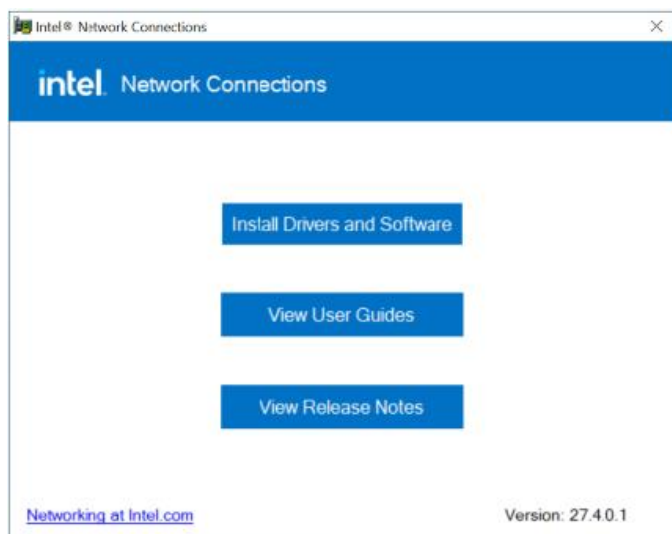 Intel® Network Connections
intel. Network Connections
Install Drivers and Software
View User Guides
View Release Notes
Networking at Intel.com
Version: 27.4.0.1